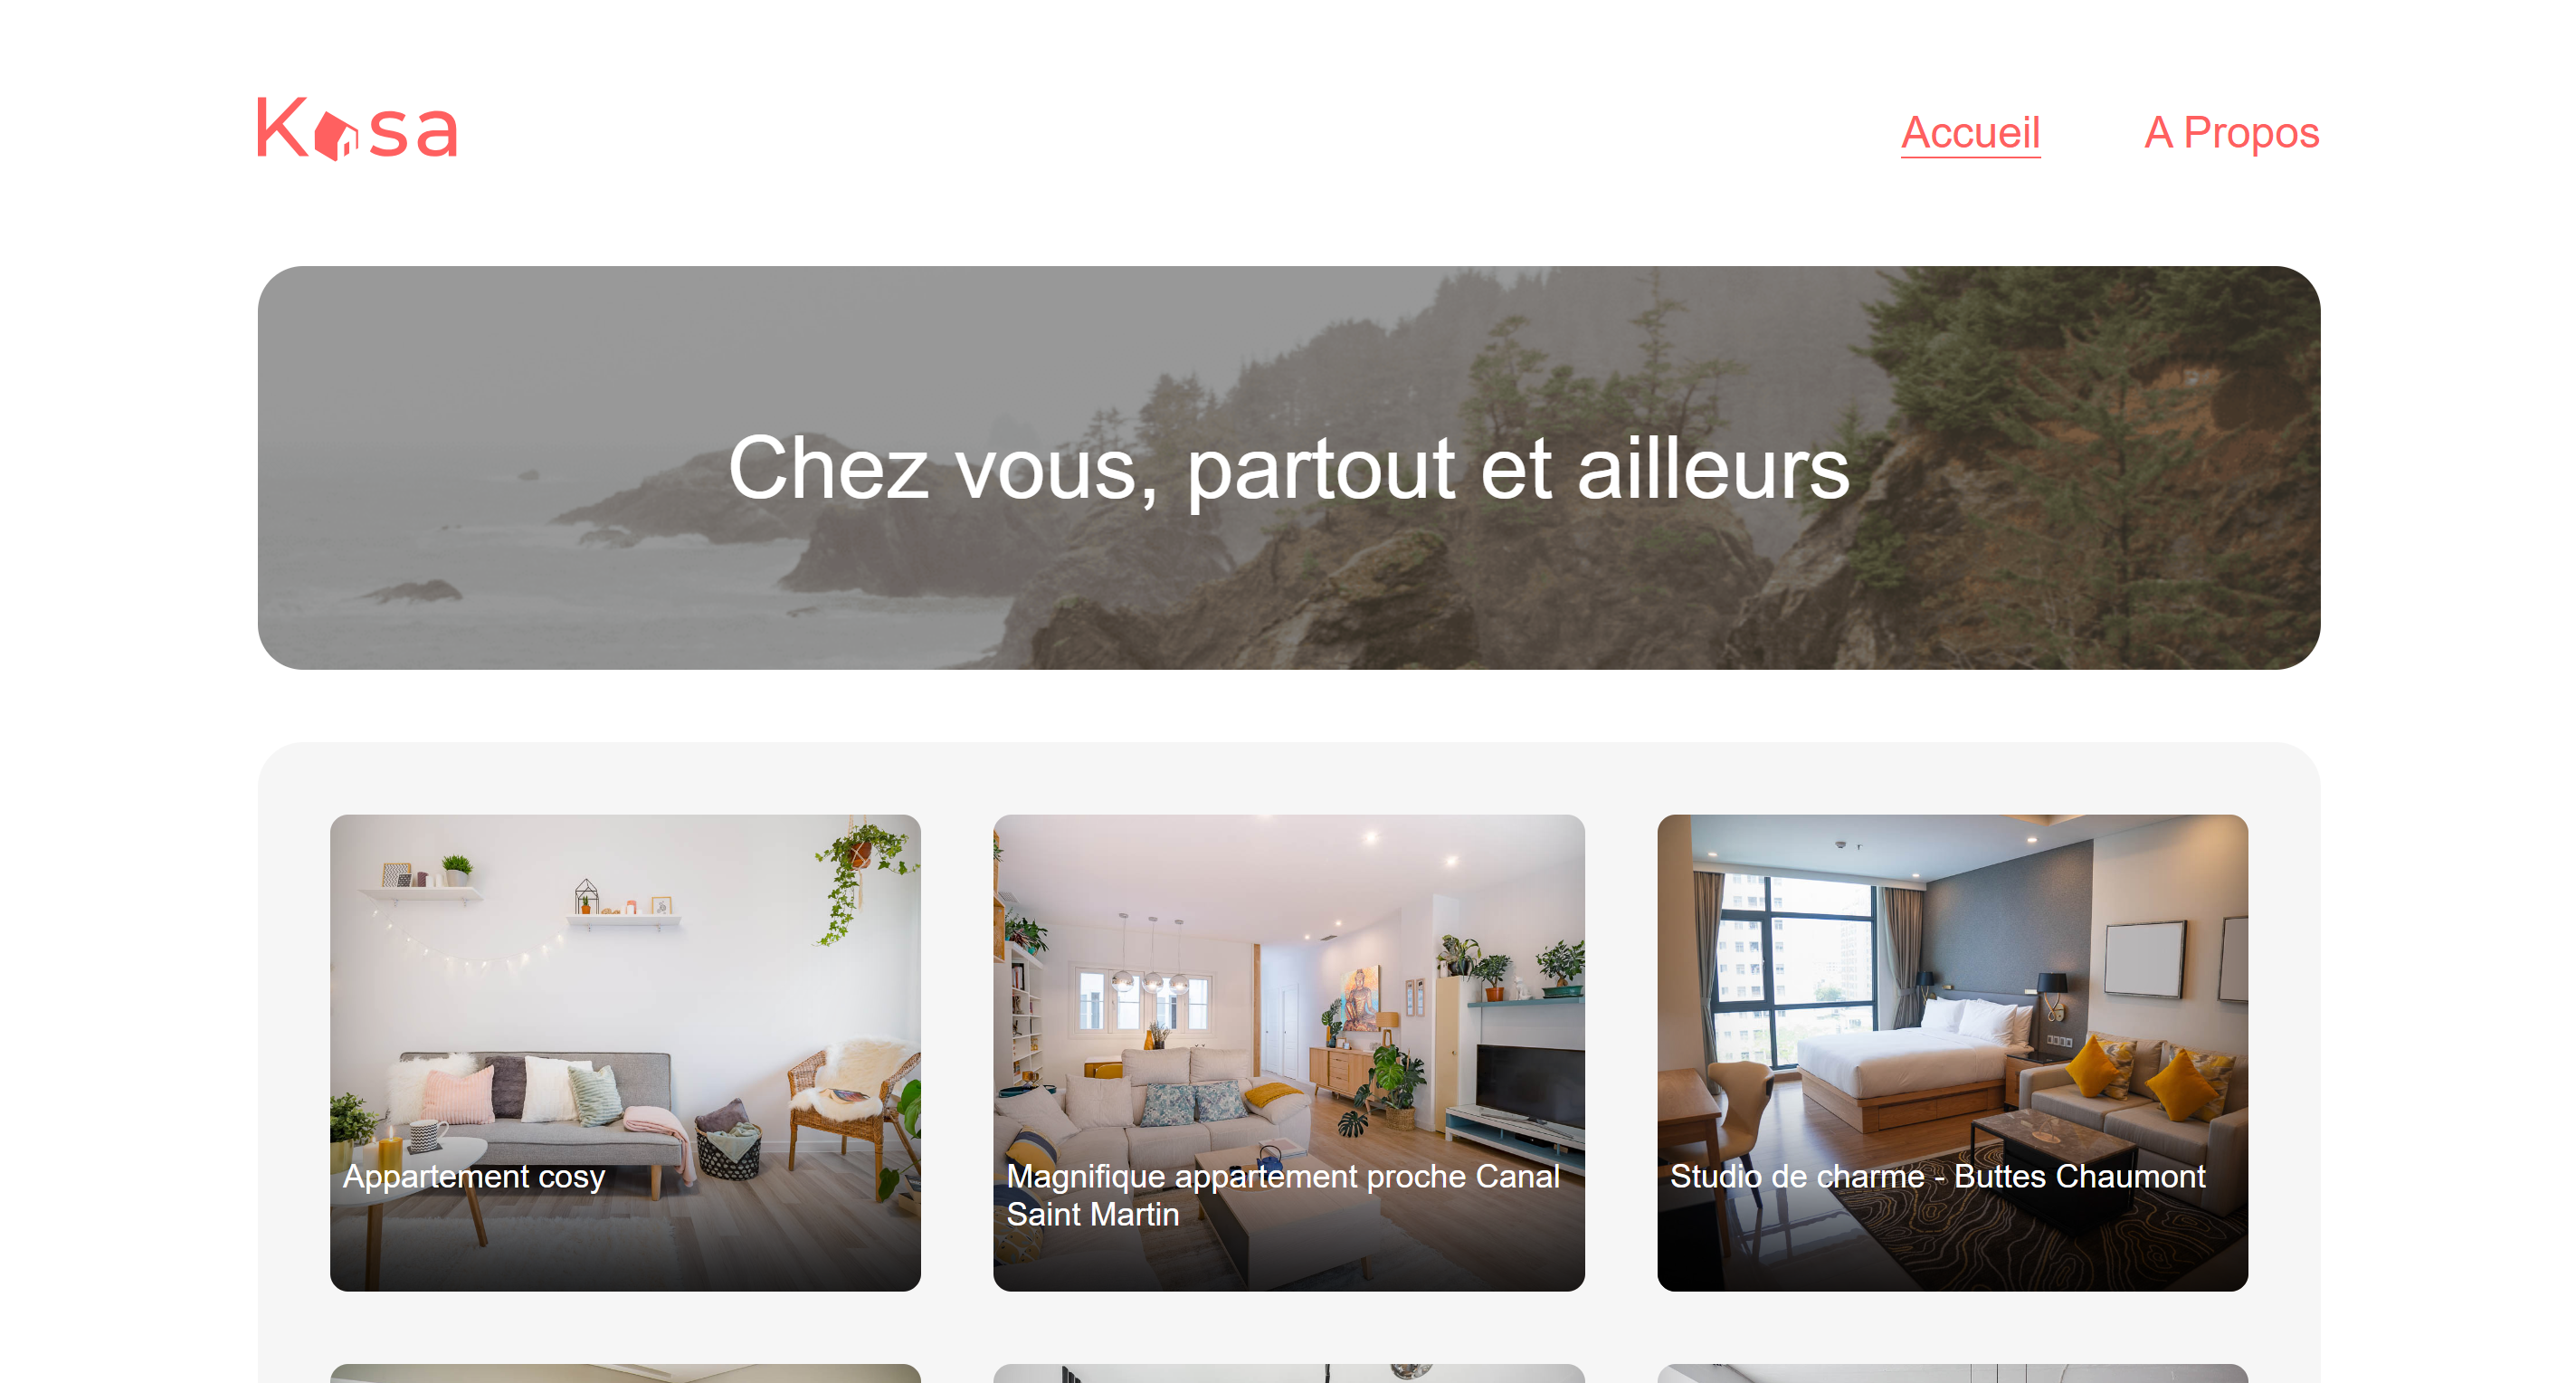 Kasa
Accueil
A Propos
Chez vous, partout et ailleurs
Appartement cosy
Magnifique appartement proche Canal
Saint Martin
Studio de charme - Buttes Chaumont